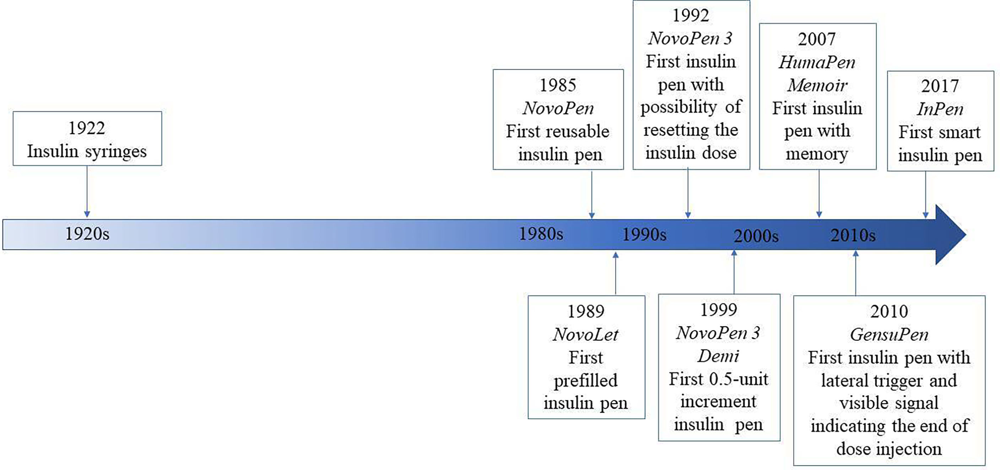 1922
Insulin syringes
1985
NovoPen
First reusable
insulin pen
1992
NovoPen 3
First insulin
pen with
possibility of
resetting the
insulin dose
2007
HumaPen
Memoir
First insulin
pen with
memory
2017
InPen
First smart
insulin pen
1920s
1980s
1990s
2000s
2010s
1989
NovoLet
First
prefilled
insulin pen
1999
NovoPen 3
Demi
First 0.5-unit
increment
insulin pen
2010
GensuPen
First insulin pen with
lateral trigger and
visible signal
indicating the end of
dose injection